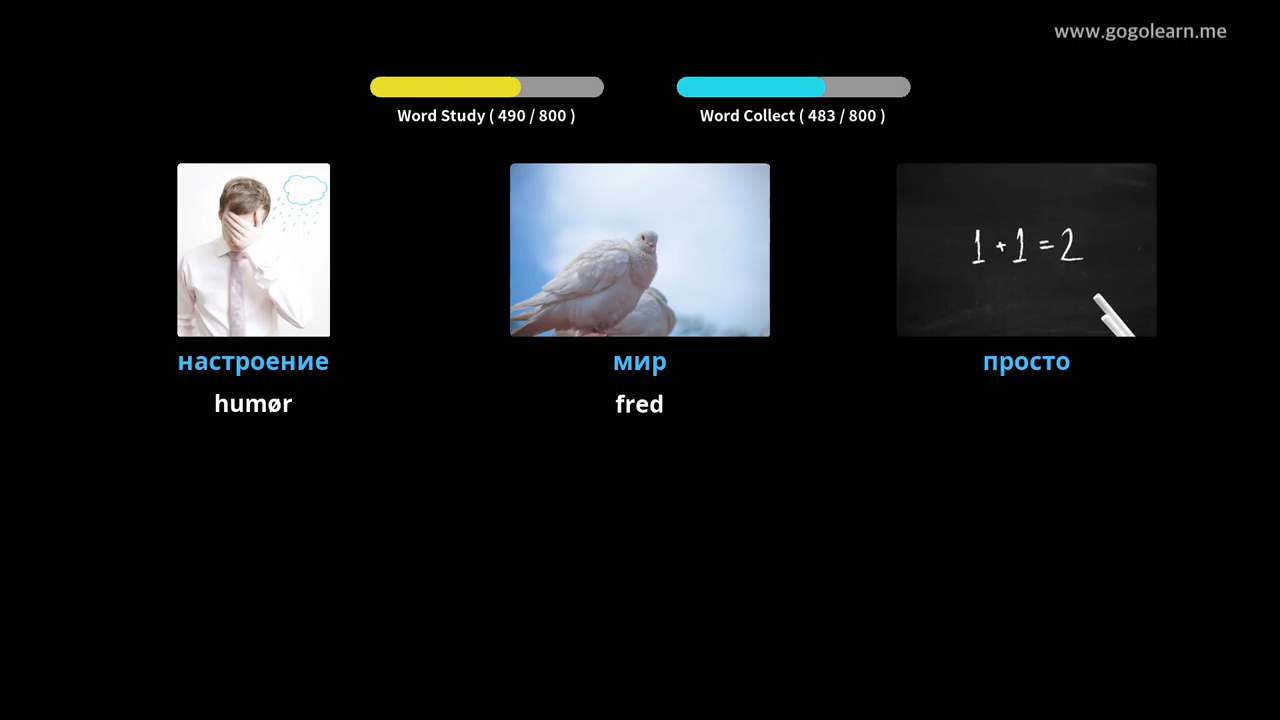 www.gogolearn.me
Word Study ( 490 / 800 )
Word Collect ( 483 / 800 )
1 + 1 = 2
настроение
мир
просто
humør
fred